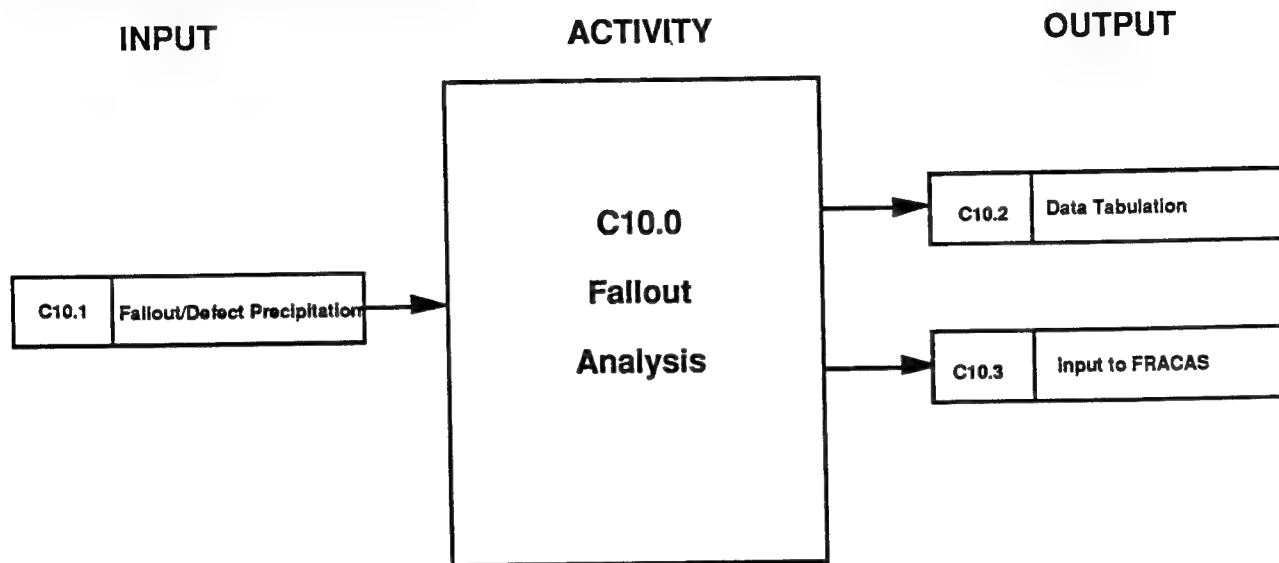 INPUT
ACTIVITY
OUTPUT
C10.1
Fallout/Defect Precipitation
C10.0
Fallout
Analysis
C10.2
Data Tabulation
C10.3
Input to FRACAS